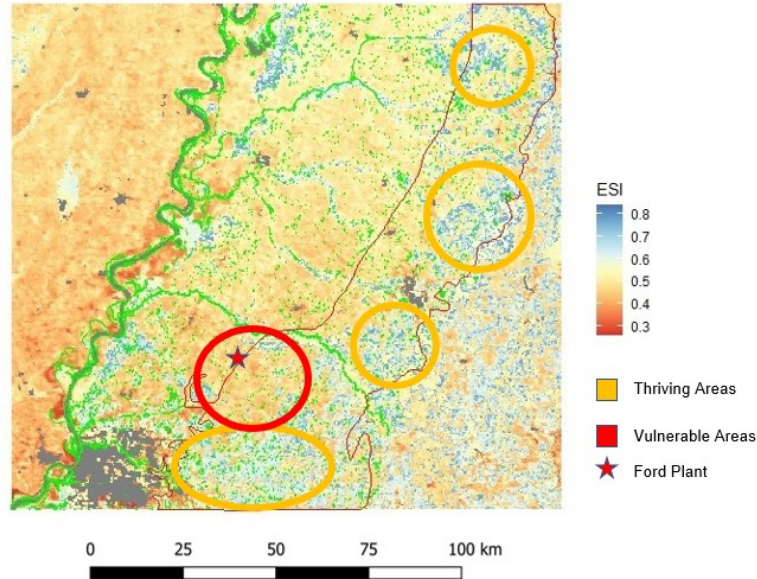 ESI
0.8
0.7
0.6
0.5
0.4
0.3
Thriving Areas
Vulnerable Areas
Ford Plant
0 25 50 75 100 km